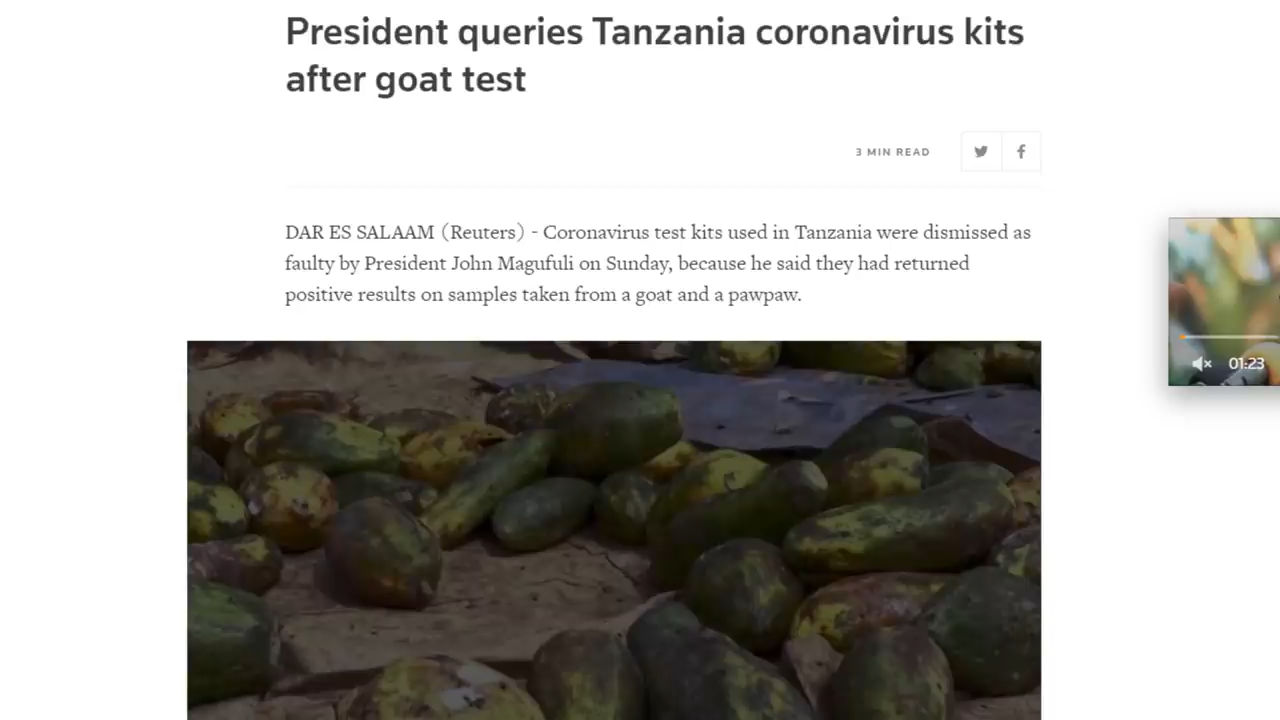 President queries Tanzania coronavirus kits
after goat test
3 MIN READ
DAR ES SALAAM (Reuters) - Coronavirus test kits used in Tanzania were dismissed as
faulty by President John Magufuli on Sunday, because he said they had returned
positive results on samples taken from a goat and a pawpaw.
01:23